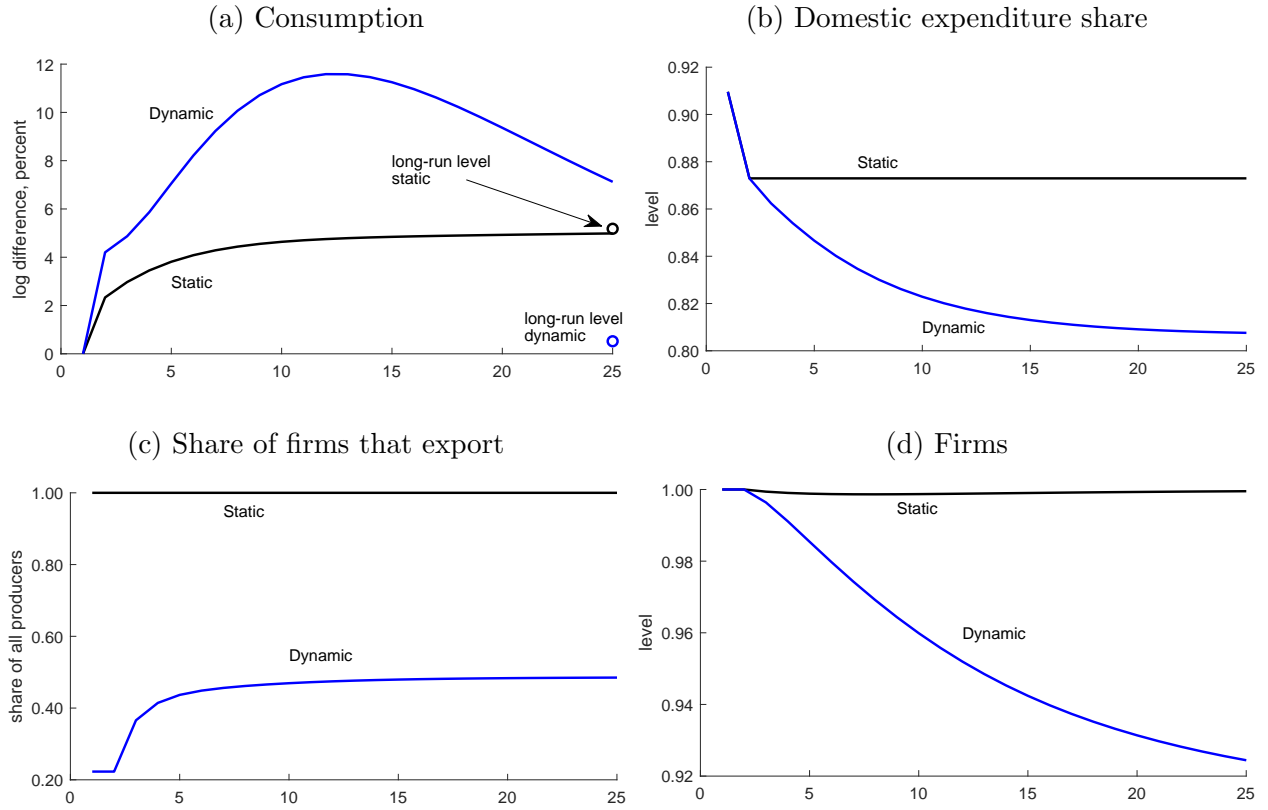 (a) Consumption
12
10
8
6
4
2
0
0 5 10 15 20 25
log difference, percent
Dynamic
long-run level
static
Static
long-run level
dynamic
(b) Domestic expenditure share
0.92
0.90
0.88
0.86
0.84
0.82
0.80
0 5 10 15 20 25
level
Static
Dynamic
(c) Share of firms that export
1.00
0.80
0.60
0.40
0.20
0 5 10 15 20 25
share of all producers
Static
Dynamic
(d) Firms
1.00
0.98
0.96
0.94
0.92
0 5 10 15 20 25
level
Static
Dynamic